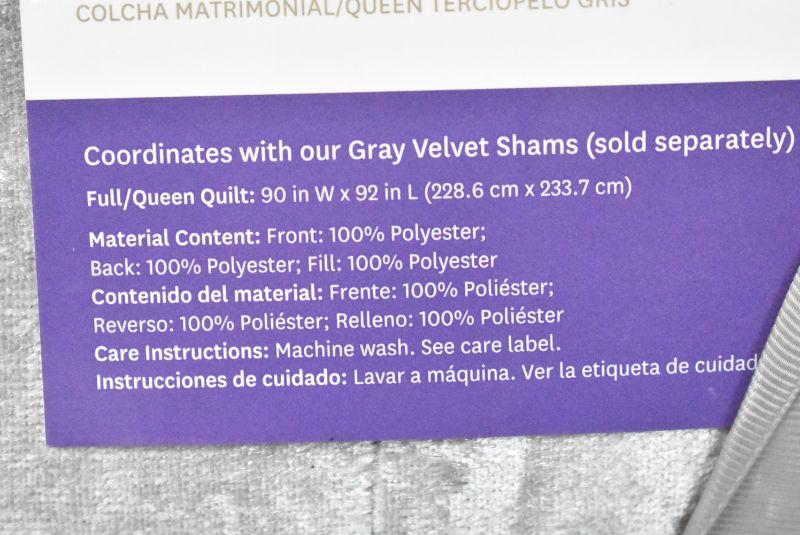 COLCHA MATRIMONIAL/QUEEN TERCIOPELO GRIS
Coordinates with our Gray Velvet Shams (sold separately)
Full/Queen Quilt: 90 in W x 92 in L (228.6 cm x 233.7 cm)
Material Content: Front: 100% Polyester;
Back: 100% Polyester; Fill: 100% Polyester
Contenido del material: Frente: 100% Poliéster;
Reverso: 100% Poliéster; Relleno: 100% Poliéster
Care Instructions: Machine wash. See care label.
Instrucciones de cuidado: Lavar a máquina. Ver la etiqueta de cuidad